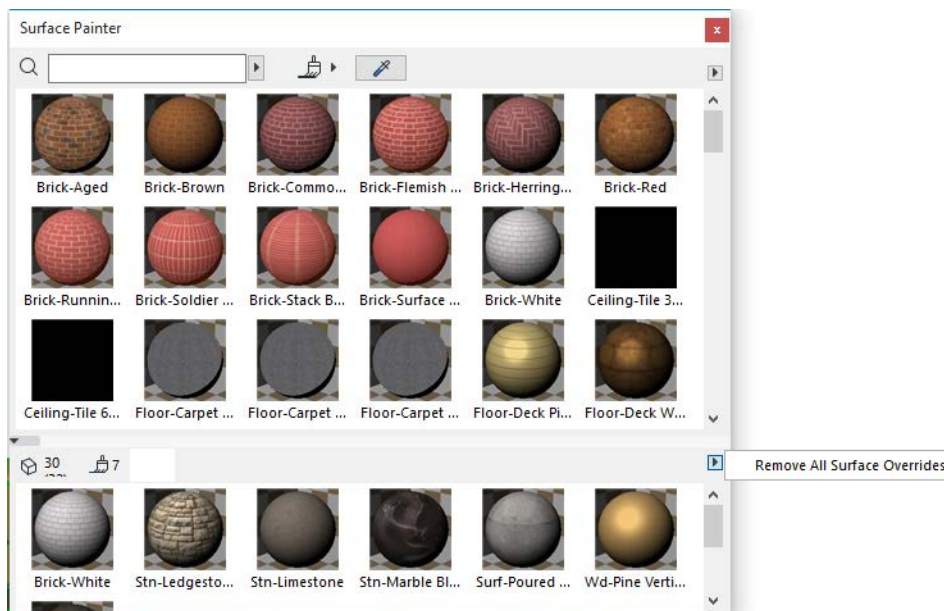 Surface Painter
Brick-Aged
Brick-Brown
Brick-Commo...
Brick-Flemish ...
Brick-Herring...
Brick-Red
Brick-Runnin...
Brick-Soldier ...
Brick-Stack B...
Brick-Surface ...
Brick-White
Ceiling-Tile 3...
Ceiling-Tile 6...
Floor-Carpet ...
Floor-Carpet ...
Floor-Carpet ...
Floor-Deck Pi...
Floor-Deck W...
30
7
Remove All Surface Overrides
Brick-White
Stn-Ledgesto...
Stn-Limestone
Stn-Marble Bl...
Surf-Poured ...
Wd-Pine Verti...